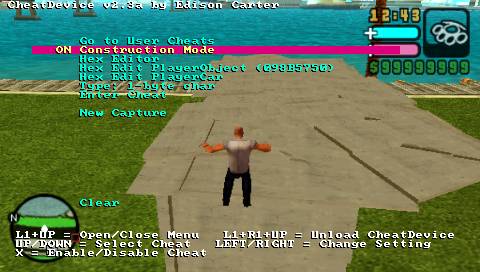 CheatDevice v2.3a by Edison Carter
12:43
Go to User Cheats
ON Construction Mode
Hex Editor
Hex Edit PlayerObject (098B5750)
Hex Edit PlayerCar
Type: 1-byte char
Enter Cheat
$99999999
New Capture
Clear
N
L1+UP = Open/Close Menu L1+R1+UP = Unload CheatDevice
UP/DOWN = Select Cheat LEFT/RIGHT = Change Setting
X = Enable/Disable Cheat